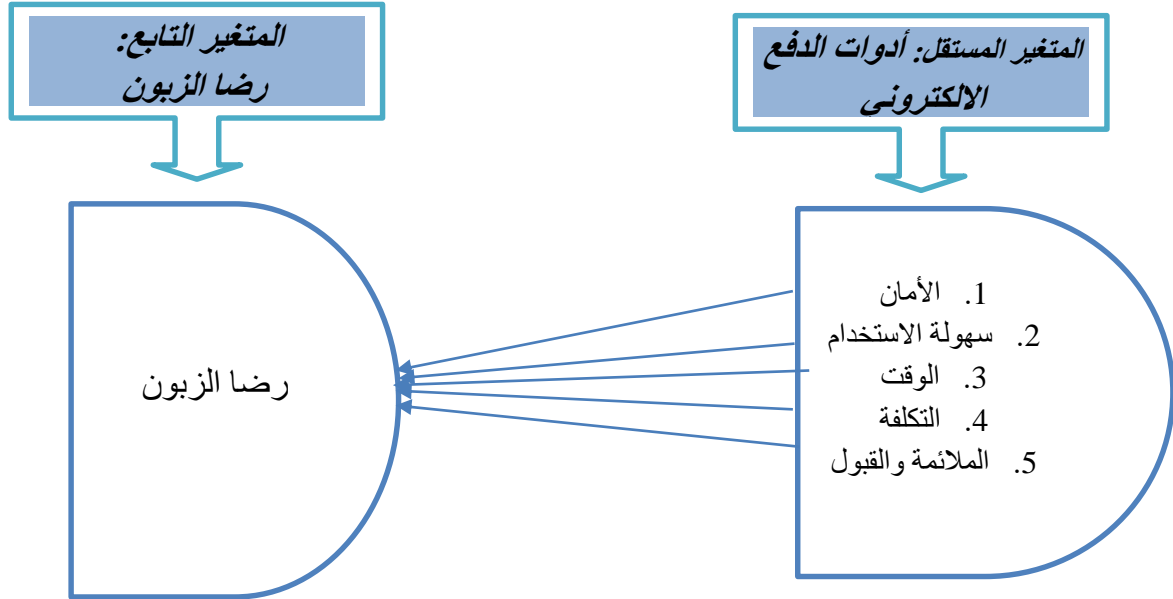 المتغير المستقل: أدوات الدفع
الالكتروني
المتغير التابع:
رضا الزبون
1. الأمان
2. سهولة الاستخدام
3. الوقت
4. التكلفة
5. الملائمة والقبول
رضا الزبون